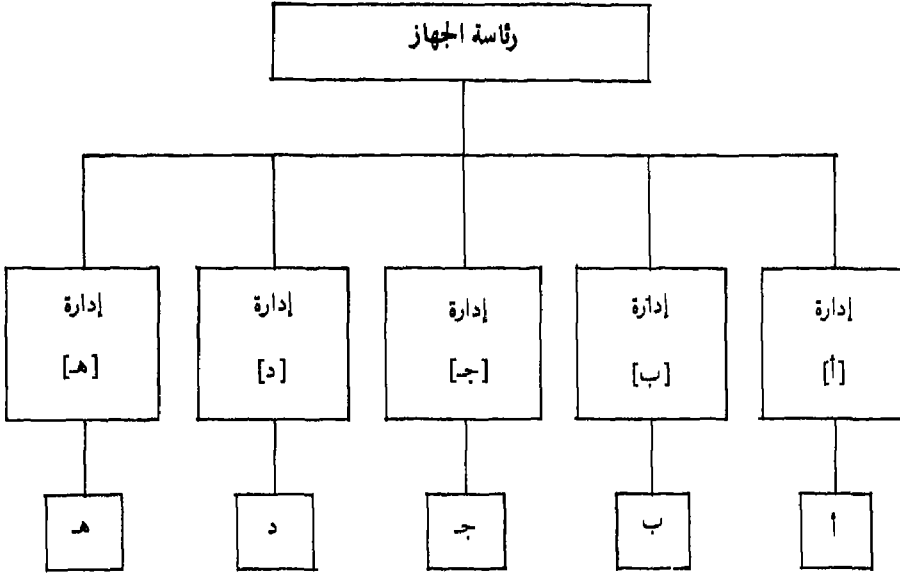 رئاسة الجهاز
إدارة
[أ]
إدارة
[ب]
إدارة
[جـ]
إدارة
[د]
إدارة
[هـ]
أ
ب
جـ
د
هـ